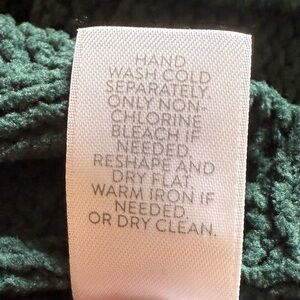 HAND
WASH COLD
SEPARATELY.
ONLY NON-
CHLORINE
BLEACH IF
NEEDED.
RESHAPE AND
DRY FLAT.
WARM IRON IF
NEEDED.
OR DRY CLEAN.